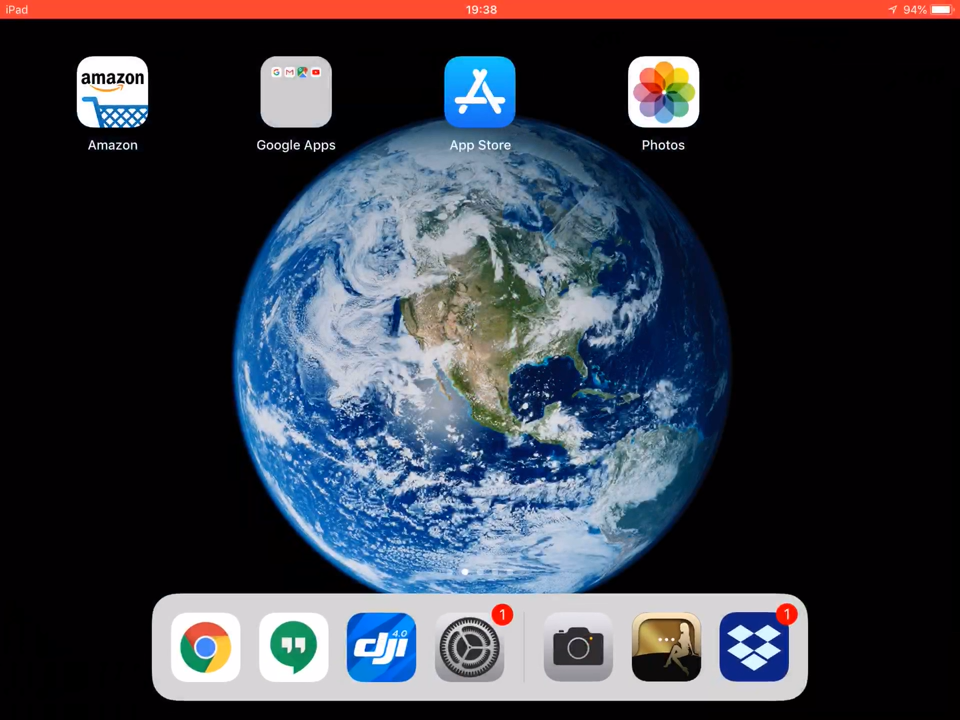 iPad
19:38
94%
amazon
Amazon
Google Apps
App Store
Photos
dji 4.0
1
1